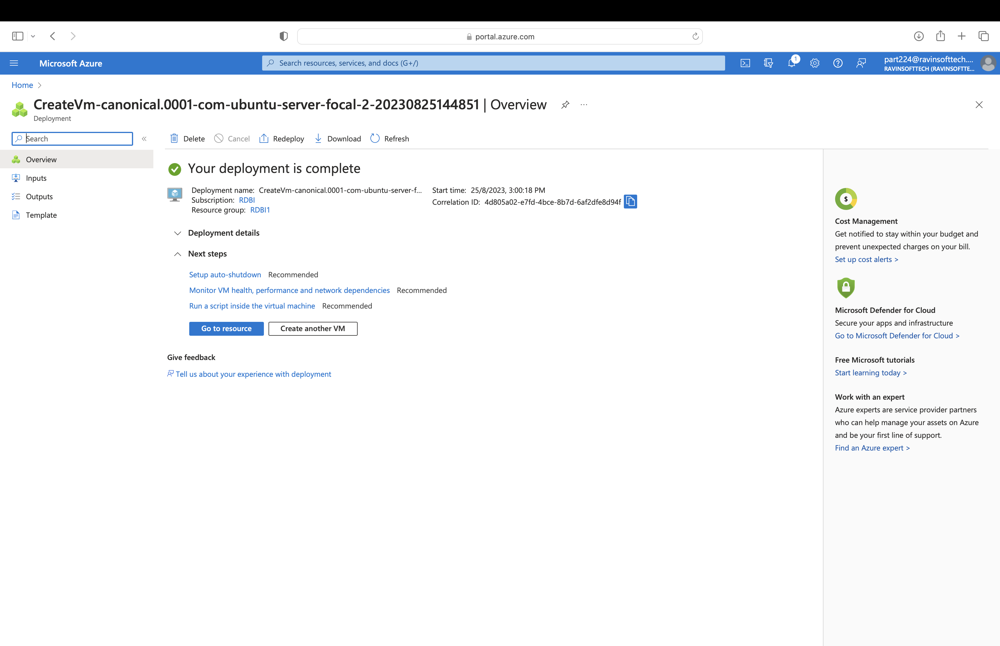 portal.azure.com
Microsoft Azure
Search resources, services, and docs (G+/)
1
part224@ravinsofttech....
RAVINSOFTTECH (RAVINSOFTTE...
Home
CreateVm-canonical.0001-com-ubuntu-server-focal-2-20230825144851 | Overview
Deployment
Search
Overview
Inputs
Outputs
Template
Delete
Cancel
Redeploy
Download
Refresh
Your deployment is complete
Deployment name: CreateVm-canonical.0001-com-ubuntu-server-f...
Subscription: RDBI
Resource group: RDBI1
Start time: 25/8/2023, 3:00:18 PM
Correlation ID: 4d805a02-e7fd-4bce-8b7d-6af2dfe8d94f
Deployment details
Next steps
Setup auto-shutdown Recommended
Monitor VM health, performance and network dependencies Recommended
Run a script inside the virtual machine Recommended
Go to resource
Create another VM
Give feedback
Tell us about your experience with deployment
$
Cost Management
Get notified to stay within your budget and
prevent unexpected charges on your bill.
Set up cost alerts >
Microsoft Defender for Cloud
Secure your apps and infrastructure
Go to Microsoft Defender for Cloud >
Free Microsoft tutorials
Start learning today >
Work with an expert
Azure experts are service provider partners
who can help manage your assets on Azure
and be your first line of support.
Find an Azure expert >